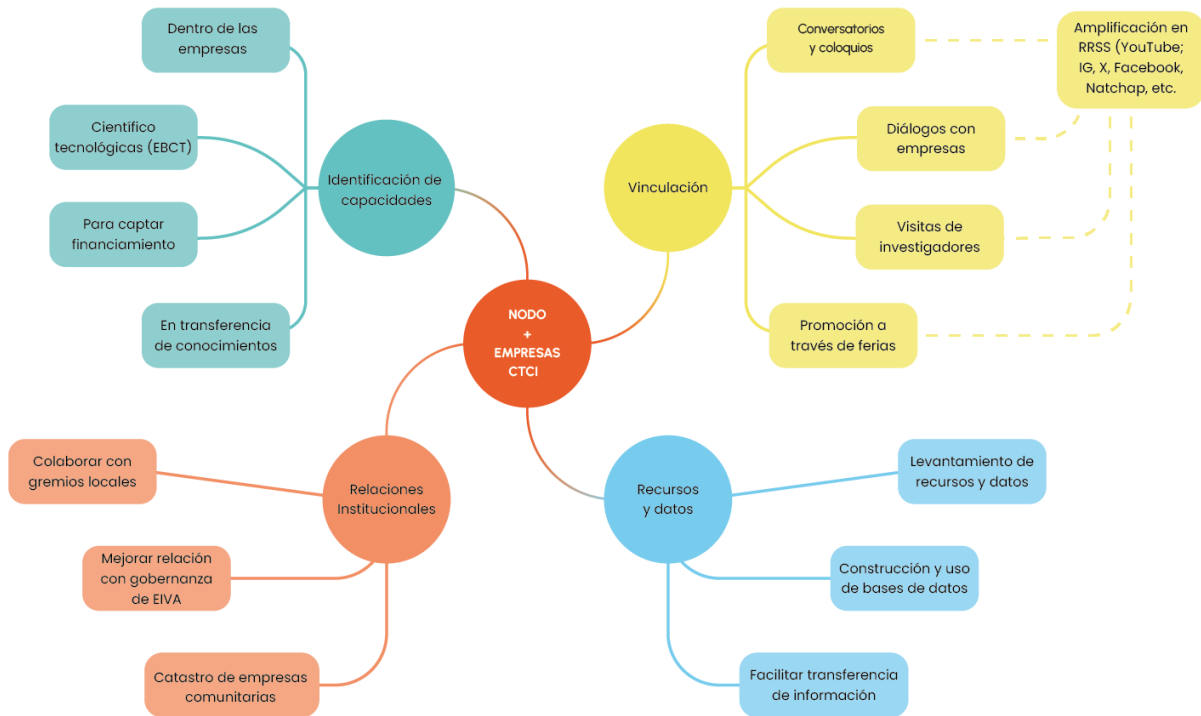 Dentro de las
empresas
Científico
tecnológicas (EBCT)
Para captar
financiamiento
En transferencia
de conocimientos
Identificación de
capacidades
Vinculación
Conversatorios
y coloquios
Diálogos con
empresas
Visitas de
investigadores
Promoción a
través de ferias
Amplificación en
RRSS (YouTube;
IG, X, Facebook,
Natchap, etc.
NODO
+
EMPRESAS
CTCI
Relaciones
Institucionales
Colaborar con
gremios locales
Mejorar relación
con gobernanza
de EIVA
Catastro de empresas
comunitarias
Recursos
y datos
Levantamiento de
recursos y datos
Construcción y uso
de bases de datos
Facilitar transferencia
de información